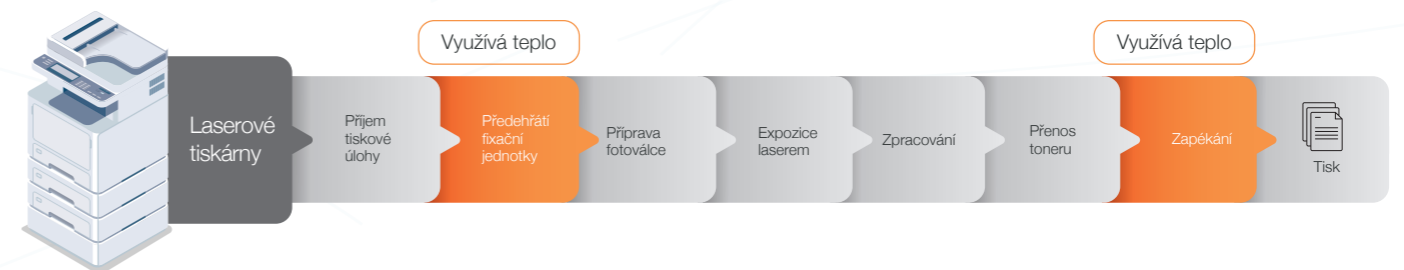 Využívá teplo
Využívá teplo
Laserové
tiskárny
Příjem
tiskové
úlohy
Předehřátí
fixační
jednotky
Příprava
fotoválce
Expozice
laserem
Zpracování
Přenos
toneru
Zapékání
Tisk